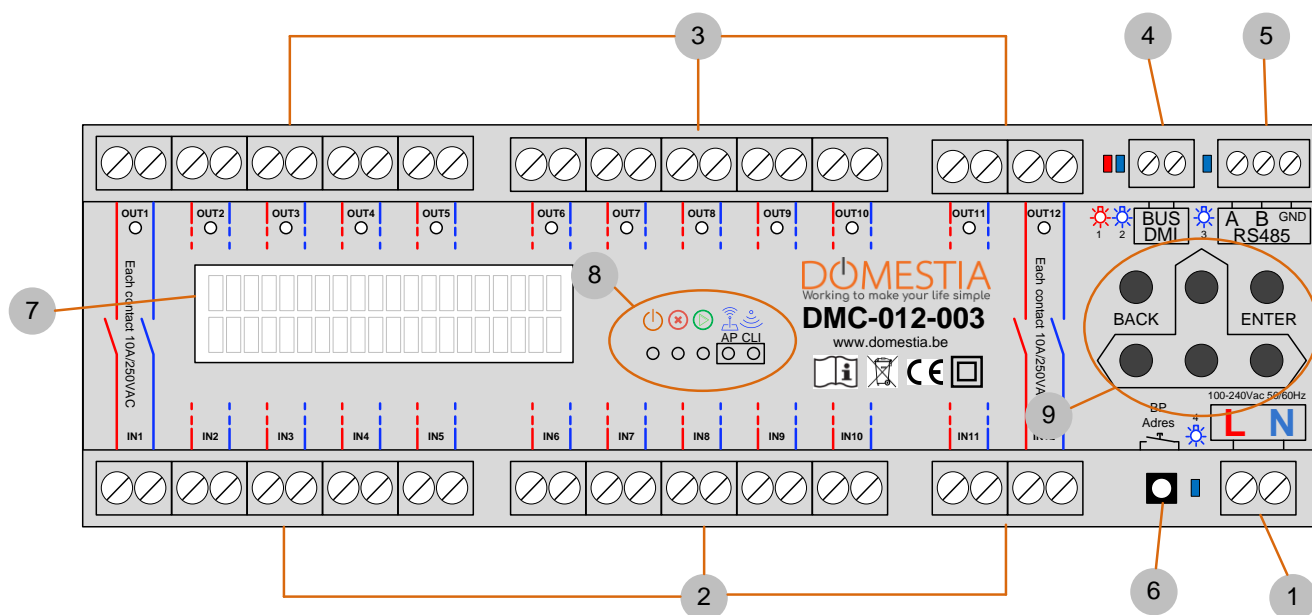 3
4
5
OUT1
OUT2
OUT3
OUT4
OUT5
OUT6
OUT7
OUT8
OUT9
OUT10
OUT11
OUT12
1
2
BUS
DMI
3
A B GND
RS485
Each contact 10A/250VAC
7
8
AP CLI
DOMESTIA
Working to make your life simple
DMC-012-003
www.domestia.be
i
CE
Each contact 10A/250VA
BACK
ENTER
9
100-240Vac 50/60Hz
BP
Adres
4
L N
IN1
IN2
IN3
IN4
IN5
IN6
IN7
IN8
IN9
IN10
IN11
2
6
1